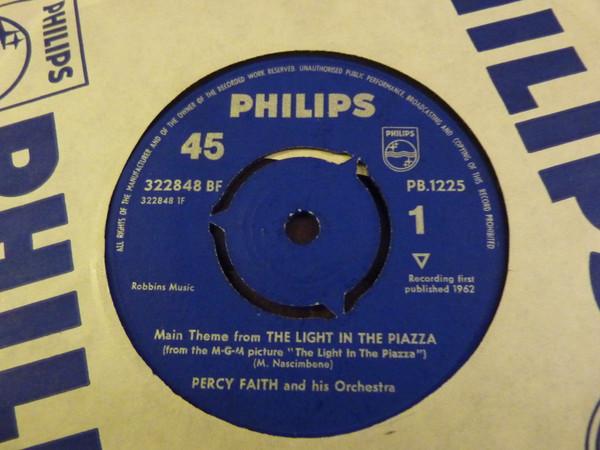 PHILIPS
PHILIPS
PHILIPS
ALL RIGHTS OF THE MANUFACTURER AND OF THE OWNER OF THE RECORDED WORK RESERVED. UNAUTHORISED PUBLIC PERFORMANCE, BROADCASTING AND COPYING OF THIS RECORD PROHIBITED
PHILIPS
45
PHILIPS
322848 BF
PB.1225
322848 1F
1
Recording first
published 1962
Robbins Music
Main Theme from THE LIGHT IN THE PIAZZA
(from the M-G-M picture "The Light In The Piazza")
(M. Nascimbene)
PERCY FAITH and his Orchestra